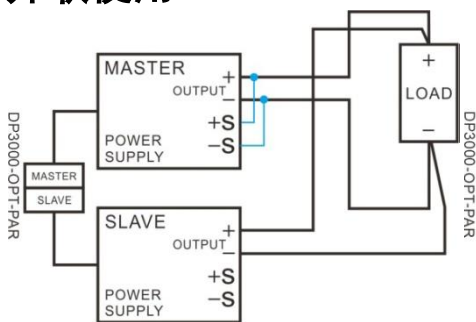 MASTER
+
OUTPUT
−
+S
−S
POWER
SUPPLY
+
LOAD
−
DP3000-OPT-PAR
MASTER
SLAVE
DP3000-OPT-PAR
SLAVE
+
OUTPUT
−
+S
−S
POWER
SUPPLY